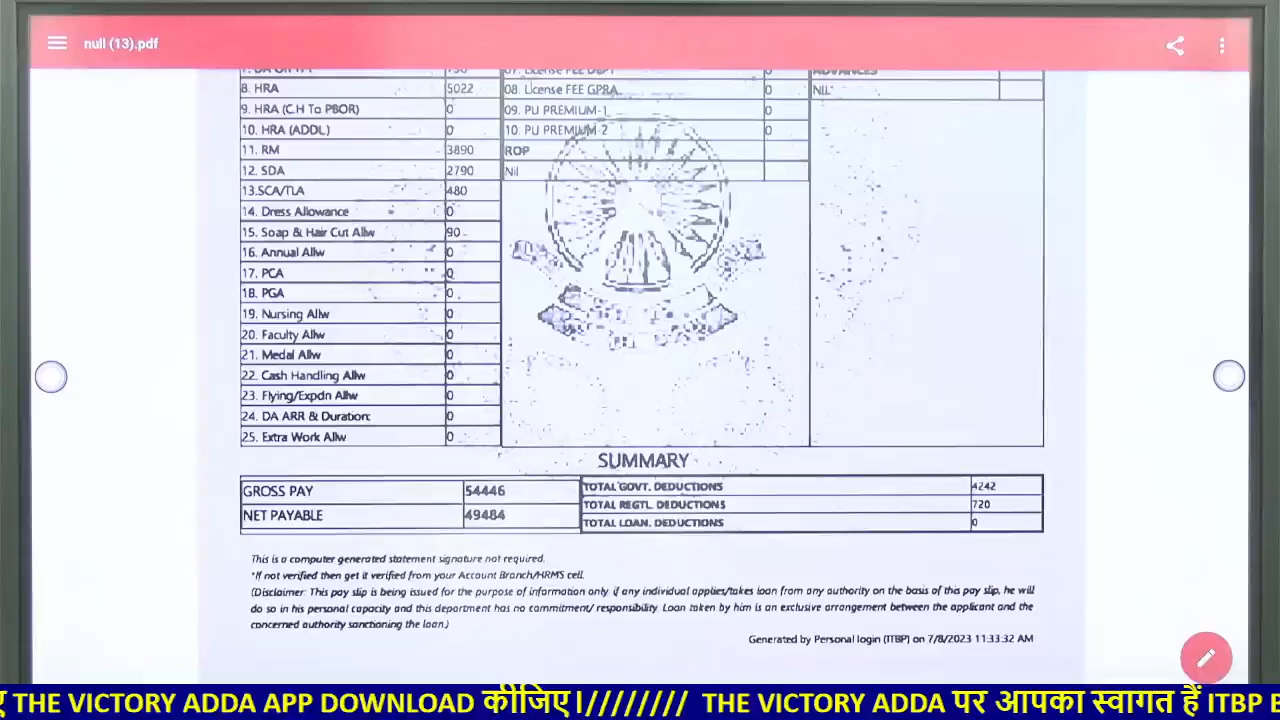 null (13).pdf
07. License FEE DEPT 0 ADVANCES
8. HRA 5022 08. License FEE GPRA 0 NIL
9. HRA (C.H To PBOR) 0 09. PU PREMIUM-1 0
10. HRA (ADDL) 0 10. PU PREMIUM-2 0
11. RM 3890 ROP
12. SDA 2790 Nil
13.SCA/TLA 480
14. Dress Allowance 0
15. Soap & Hair Cut Allw 90
16. Annual Allw 0
17. PCA 0
18. PGA 0
19. Nursing Allw 0
20. Faculty Allw 0
21. Medal Allw 0
22. Cash Handling Allw 0
23. Flying/Expdn Allw 0
24. DA ARR & Duration: 0
25. Extra Work Allw 0
SUMMARY
GROSS PAY 54446 TOTAL GOVT. DEDUCTIONS 4242
TOTAL REGTL. DEDUCTIONS 720
NET PAYABLE 49484 TOTAL LOAN. DEDUCTIONS 0
This is a computer generated statement signature not required.
*If not verified then get it verified from your Account Branch/HRMS cell.
(Disclaimer: This pay slip is being issued for the purpose of information only if any individual applies/takes loan from any authority on the basis of this pay slip, he will
do so in his personal capacity and this department has no commitment/ responsibility. Loan taken by him is an exclusive arrangement between the applicant and the
concerned authority sanctioning the loan.)
Generated by Personal login (ITBP) on 7/8/2023 11:33:32 AM
THE VICTORY ADDA APP DOWNLOAD कीजिए।//////// THE VICTORY ADDA पर आपका स्वागत हैं ITBP